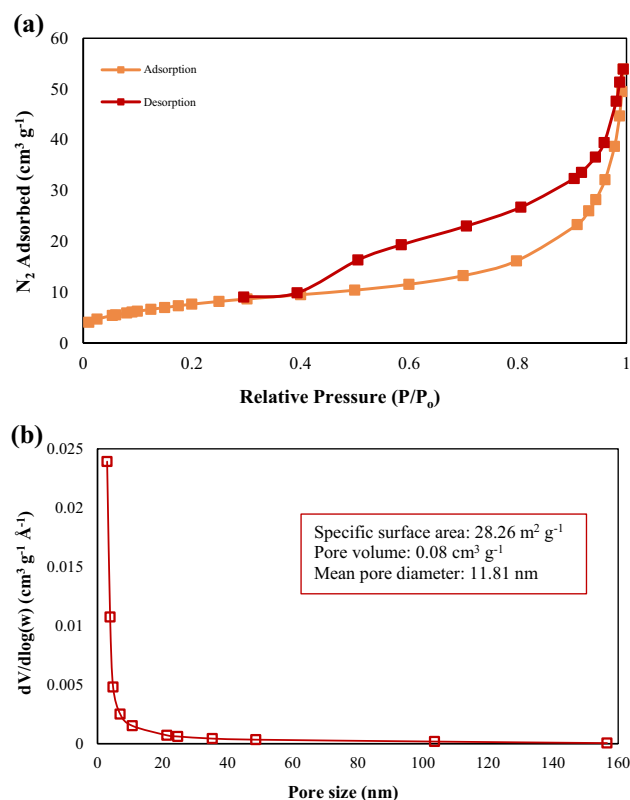 (a)
60
50
40
30
20
10
0
N₂ Adsorbed (cm³ g⁻¹)
Adsorption
Desorption
0
0.2
0.4
0.6
0.8
1
Relative Pressure (P/Pₒ)
(b)
0.025
0.02
0.015
0.01
0.005
0
dV/dlog(w) (cm³ g⁻¹ Å⁻¹)
Specific surface area: 28.26 m² g⁻¹
Pore volume: 0.08 cm³ g⁻¹
Mean pore diameter: 11.81 nm
0
20
40
60
80
100
120
140
160
Pore size (nm)